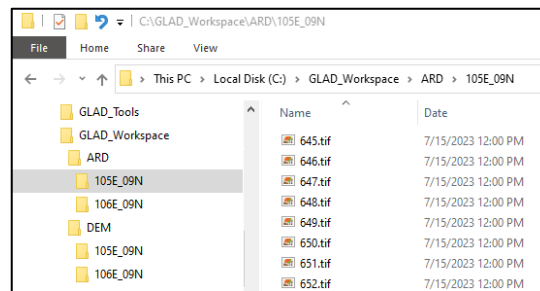 C:\GLAD_Workspace\ARD\105E_09N
File Home Share View
This PC > Local Disk (C:) > GLAD_Workspace > ARD > 105E_09N
GLAD_Tools
GLAD_Workspace
ARD
105E_09N
106E_09N
DEM
105E_09N
106E_09N
Name Date
645.tif 7/15/2023 12:00 PM
646.tif 7/15/2023 12:00 PM
647.tif 7/15/2023 12:00 PM
648.tif 7/15/2023 12:00 PM
649.tif 7/15/2023 12:00 PM
650.tif 7/15/2023 12:00 PM
651.tif 7/15/2023 12:00 PM
652.tif 7/15/2023 12:00 PM